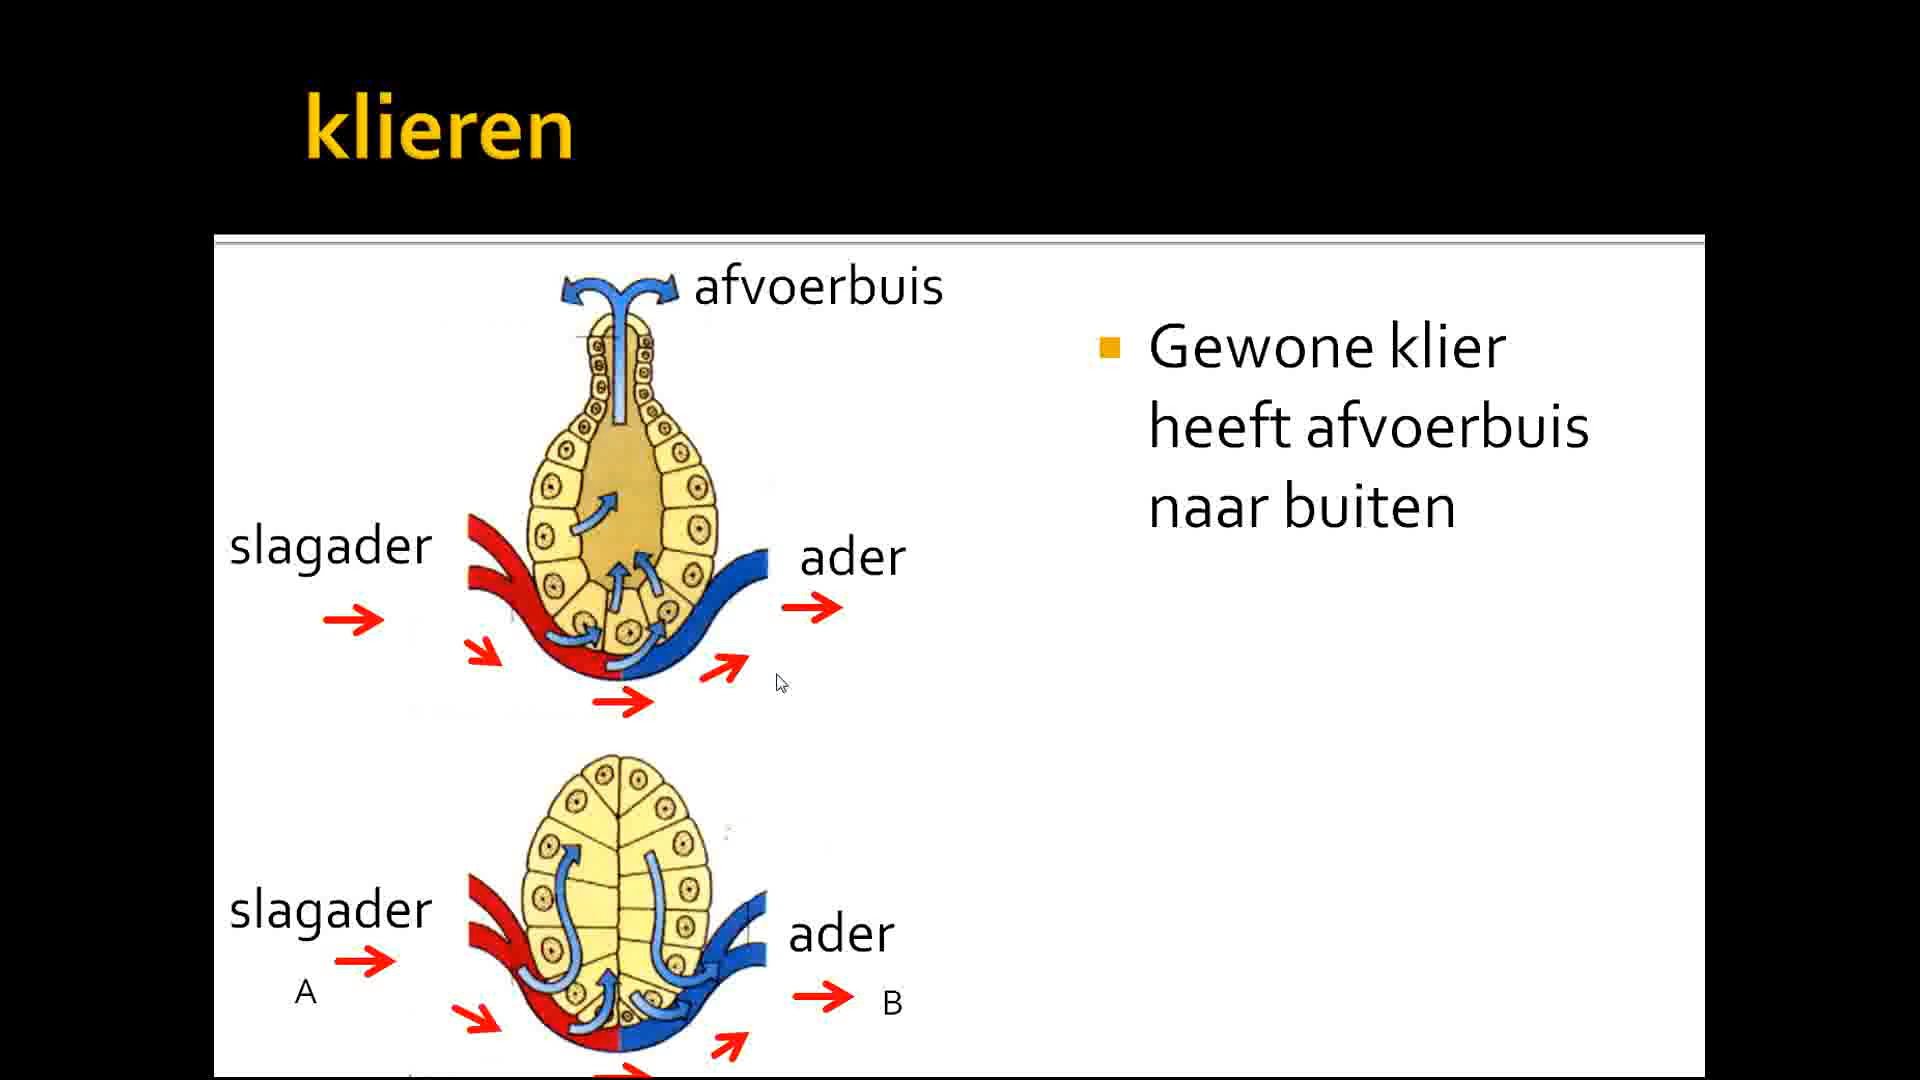 klieren
afvoerbuis
Gewone klier
heeft afvoerbuis
naar buiten
slagader
ader
slagader
ader
A
B